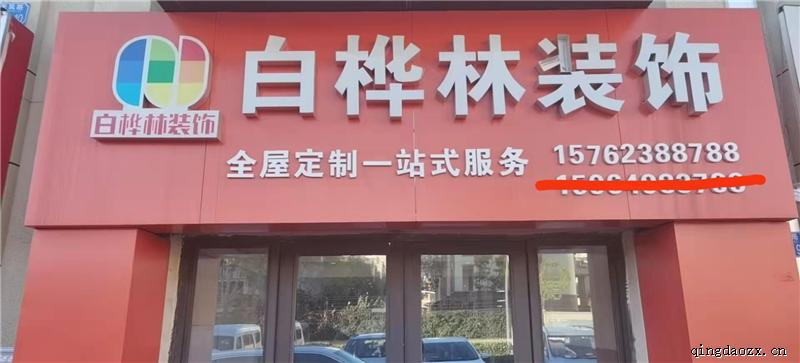 白桦林装饰
白桦林装饰
全屋定制一站式服务
15762388788
qingdaozx.cn